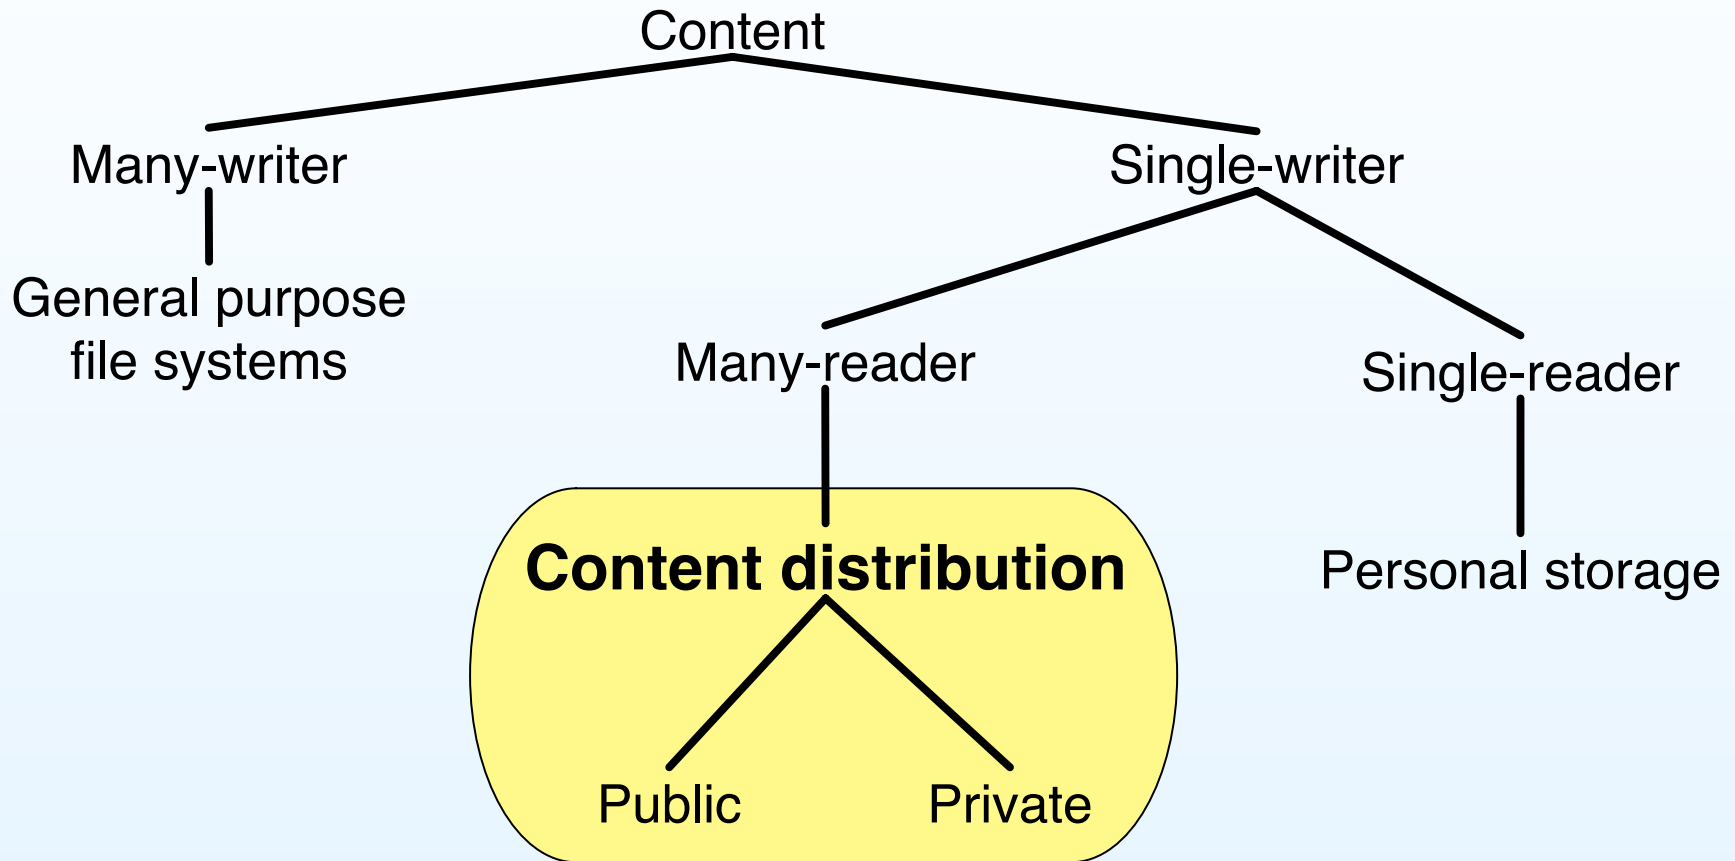 Content
Many-writer
Single-writer
General purpose
file systems
Many-reader
Single-reader
Content distribution
Personal storage
Public
Private